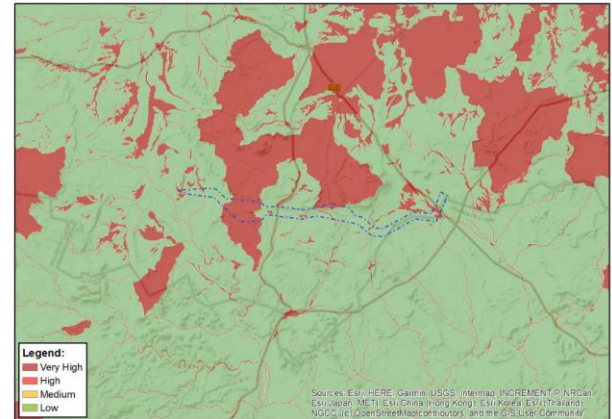 Legend:
Very High
High
Medium
Low
Sources: Esri, HERE, Garmin, USGS, Intermap, INCREMENT P, NRCan,
Esri Japan, METI, Esri China (Hong Kong), Esri Korea, Esri (Thailand),
NGCC, (c) OpenStreetMap contributors, and the GIS User Community